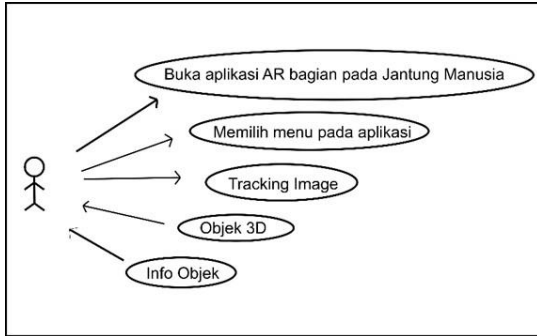 Buka aplikasi AR bagian pada Jantung Manusia
Memilih menu pada aplikasi
Tracking Image
Objek 3D
Info Objek